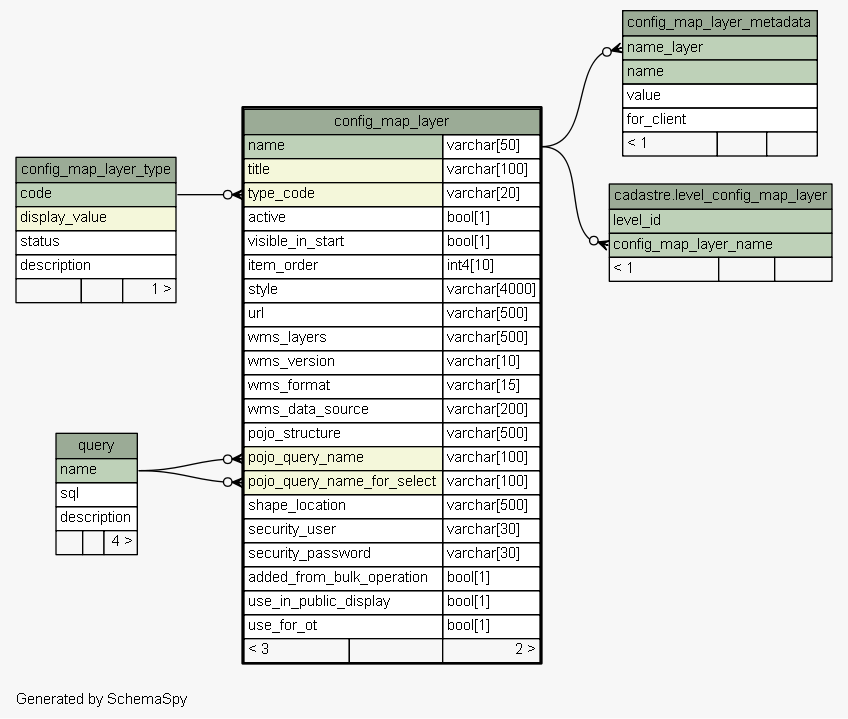 config_map_layer_metadata
name_layer
name
value
for_client
< 1
config_map_layer
name varchar[50]
title varchar[100]
type_code varchar[20]
active bool[1]
visible_in_start bool[1]
item_order int4[10]
style varchar[4000]
url varchar[500]
wms_layers varchar[500]
wms_version varchar[10]
wms_format varchar[15]
wms_data_source varchar[200]
pojo_structure varchar[500]
pojo_query_name varchar[100]
pojo_query_name_for_select varchar[100]
shape_location varchar[500]
security_user varchar[30]
security_password varchar[30]
added_from_bulk_operation bool[1]
use_in_public_display bool[1]
use_for_ot bool[1]
< 3 2 >
config_map_layer_type
code
display_value
status
description
1 >
cadastre.level_config_map_layer
level_id
config_map_layer_name
< 1
query
name
sql
description
4 >
Generated by SchemaSpy